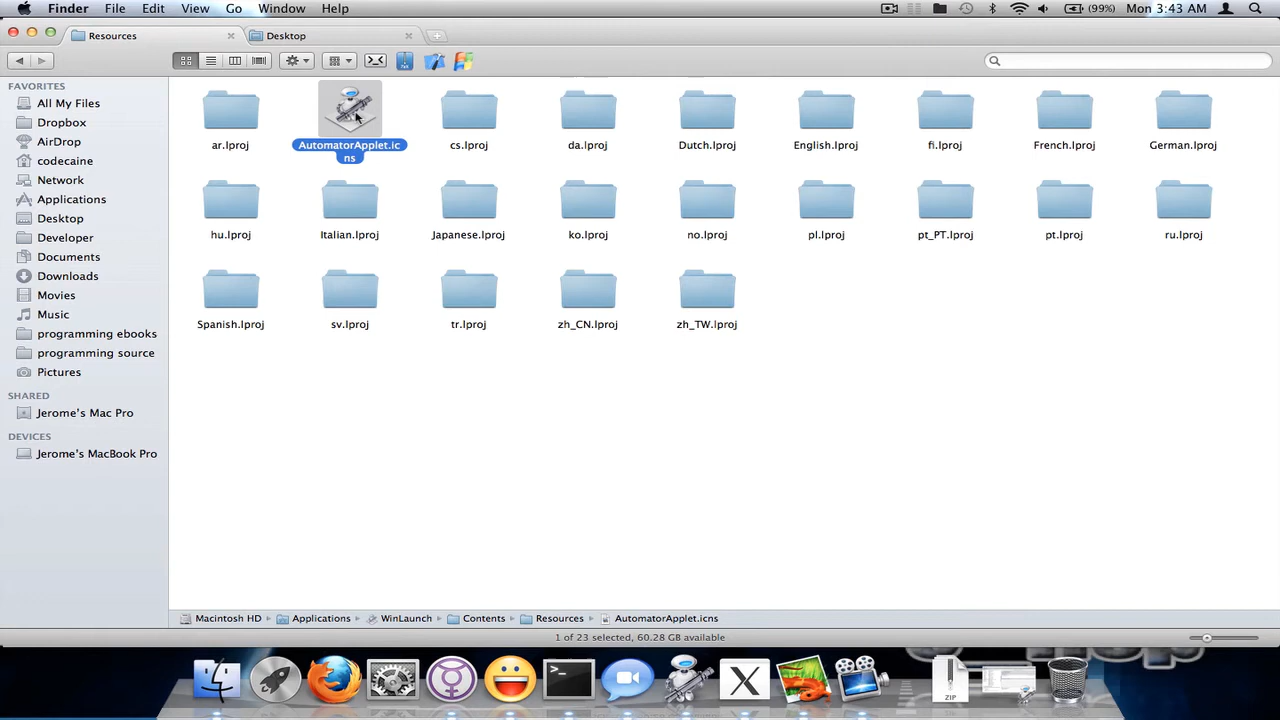 Finder File Edit View Go Window Help (99%) Mon 3:43 AM
Resources Desktop
FAVORITES
All My Files
Dropbox
AirDrop
codecaine
Network
Applications
Desktop
Developer
Documents
Downloads
Movies
Music
programming ebooks
programming source
Pictures
SHARED
Jerome's Mac Pro
DEVICES
Jerome's MacBook Pro
ar.lproj AutomatorApplet.ic cs.lproj da.lproj Dutch.lproj English.lproj fi.lproj French.lproj German.lproj
ns
hu.lproj Italian.lproj Japanese.lproj ko.lproj no.lproj pl.lproj pt_PT.lproj pt.lproj ru.lproj
Spanish.lproj sv.lproj tr.lproj zh_CN.lproj zh_TW.lproj
Macintosh HD Applications WinLaunch Contents Resources AutomatorApplet.icns
1 of 23 selected, 60.28 GB available
ZIP